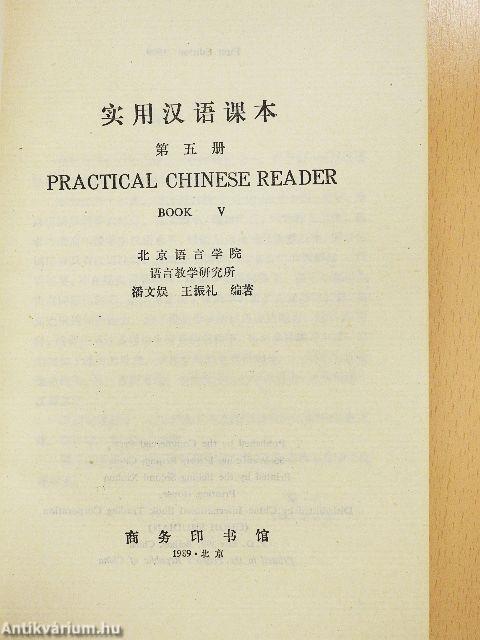 实用汉语课本
第五册
PRACTICAL CHINESE READER
BOOK V
北京语言学院
语言教学研究所
潘文娱 王振礼 编著
商务印书馆
1989·北京
Antikvárium.hu